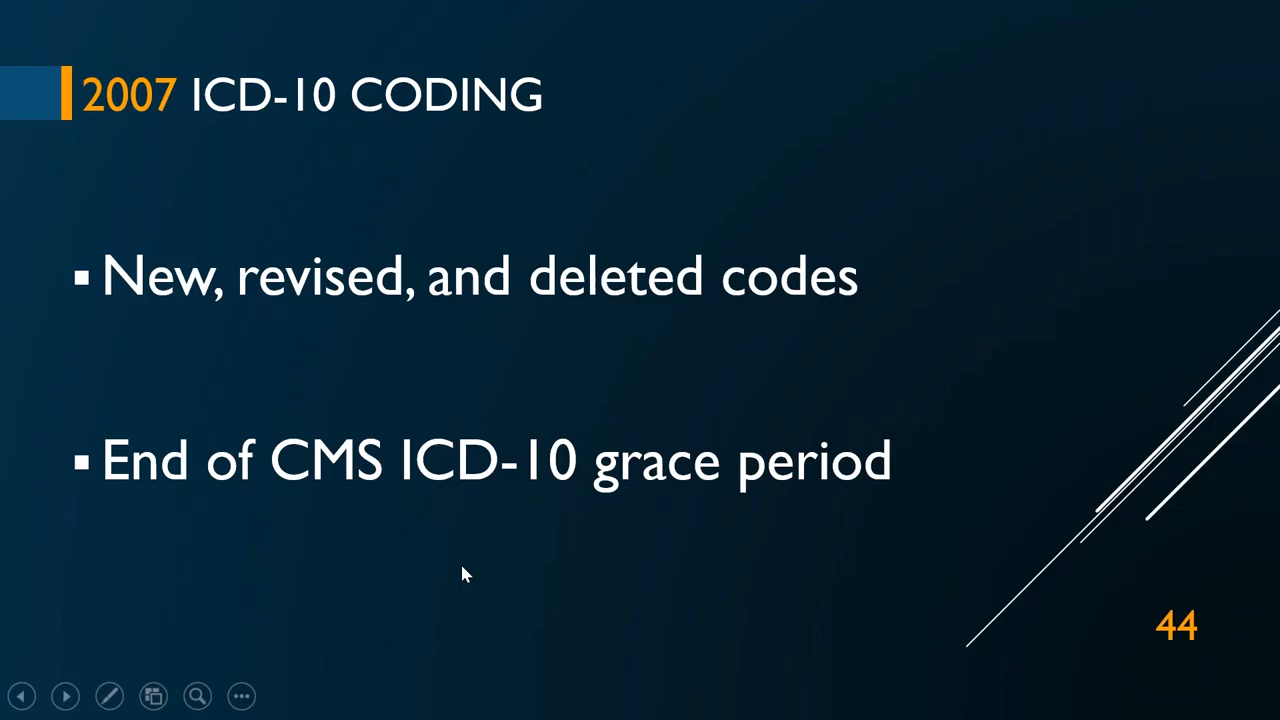 2007 ICD-10 CODING
▪ New, revised, and deleted codes
▪ End of CMS ICD-10 grace period
44